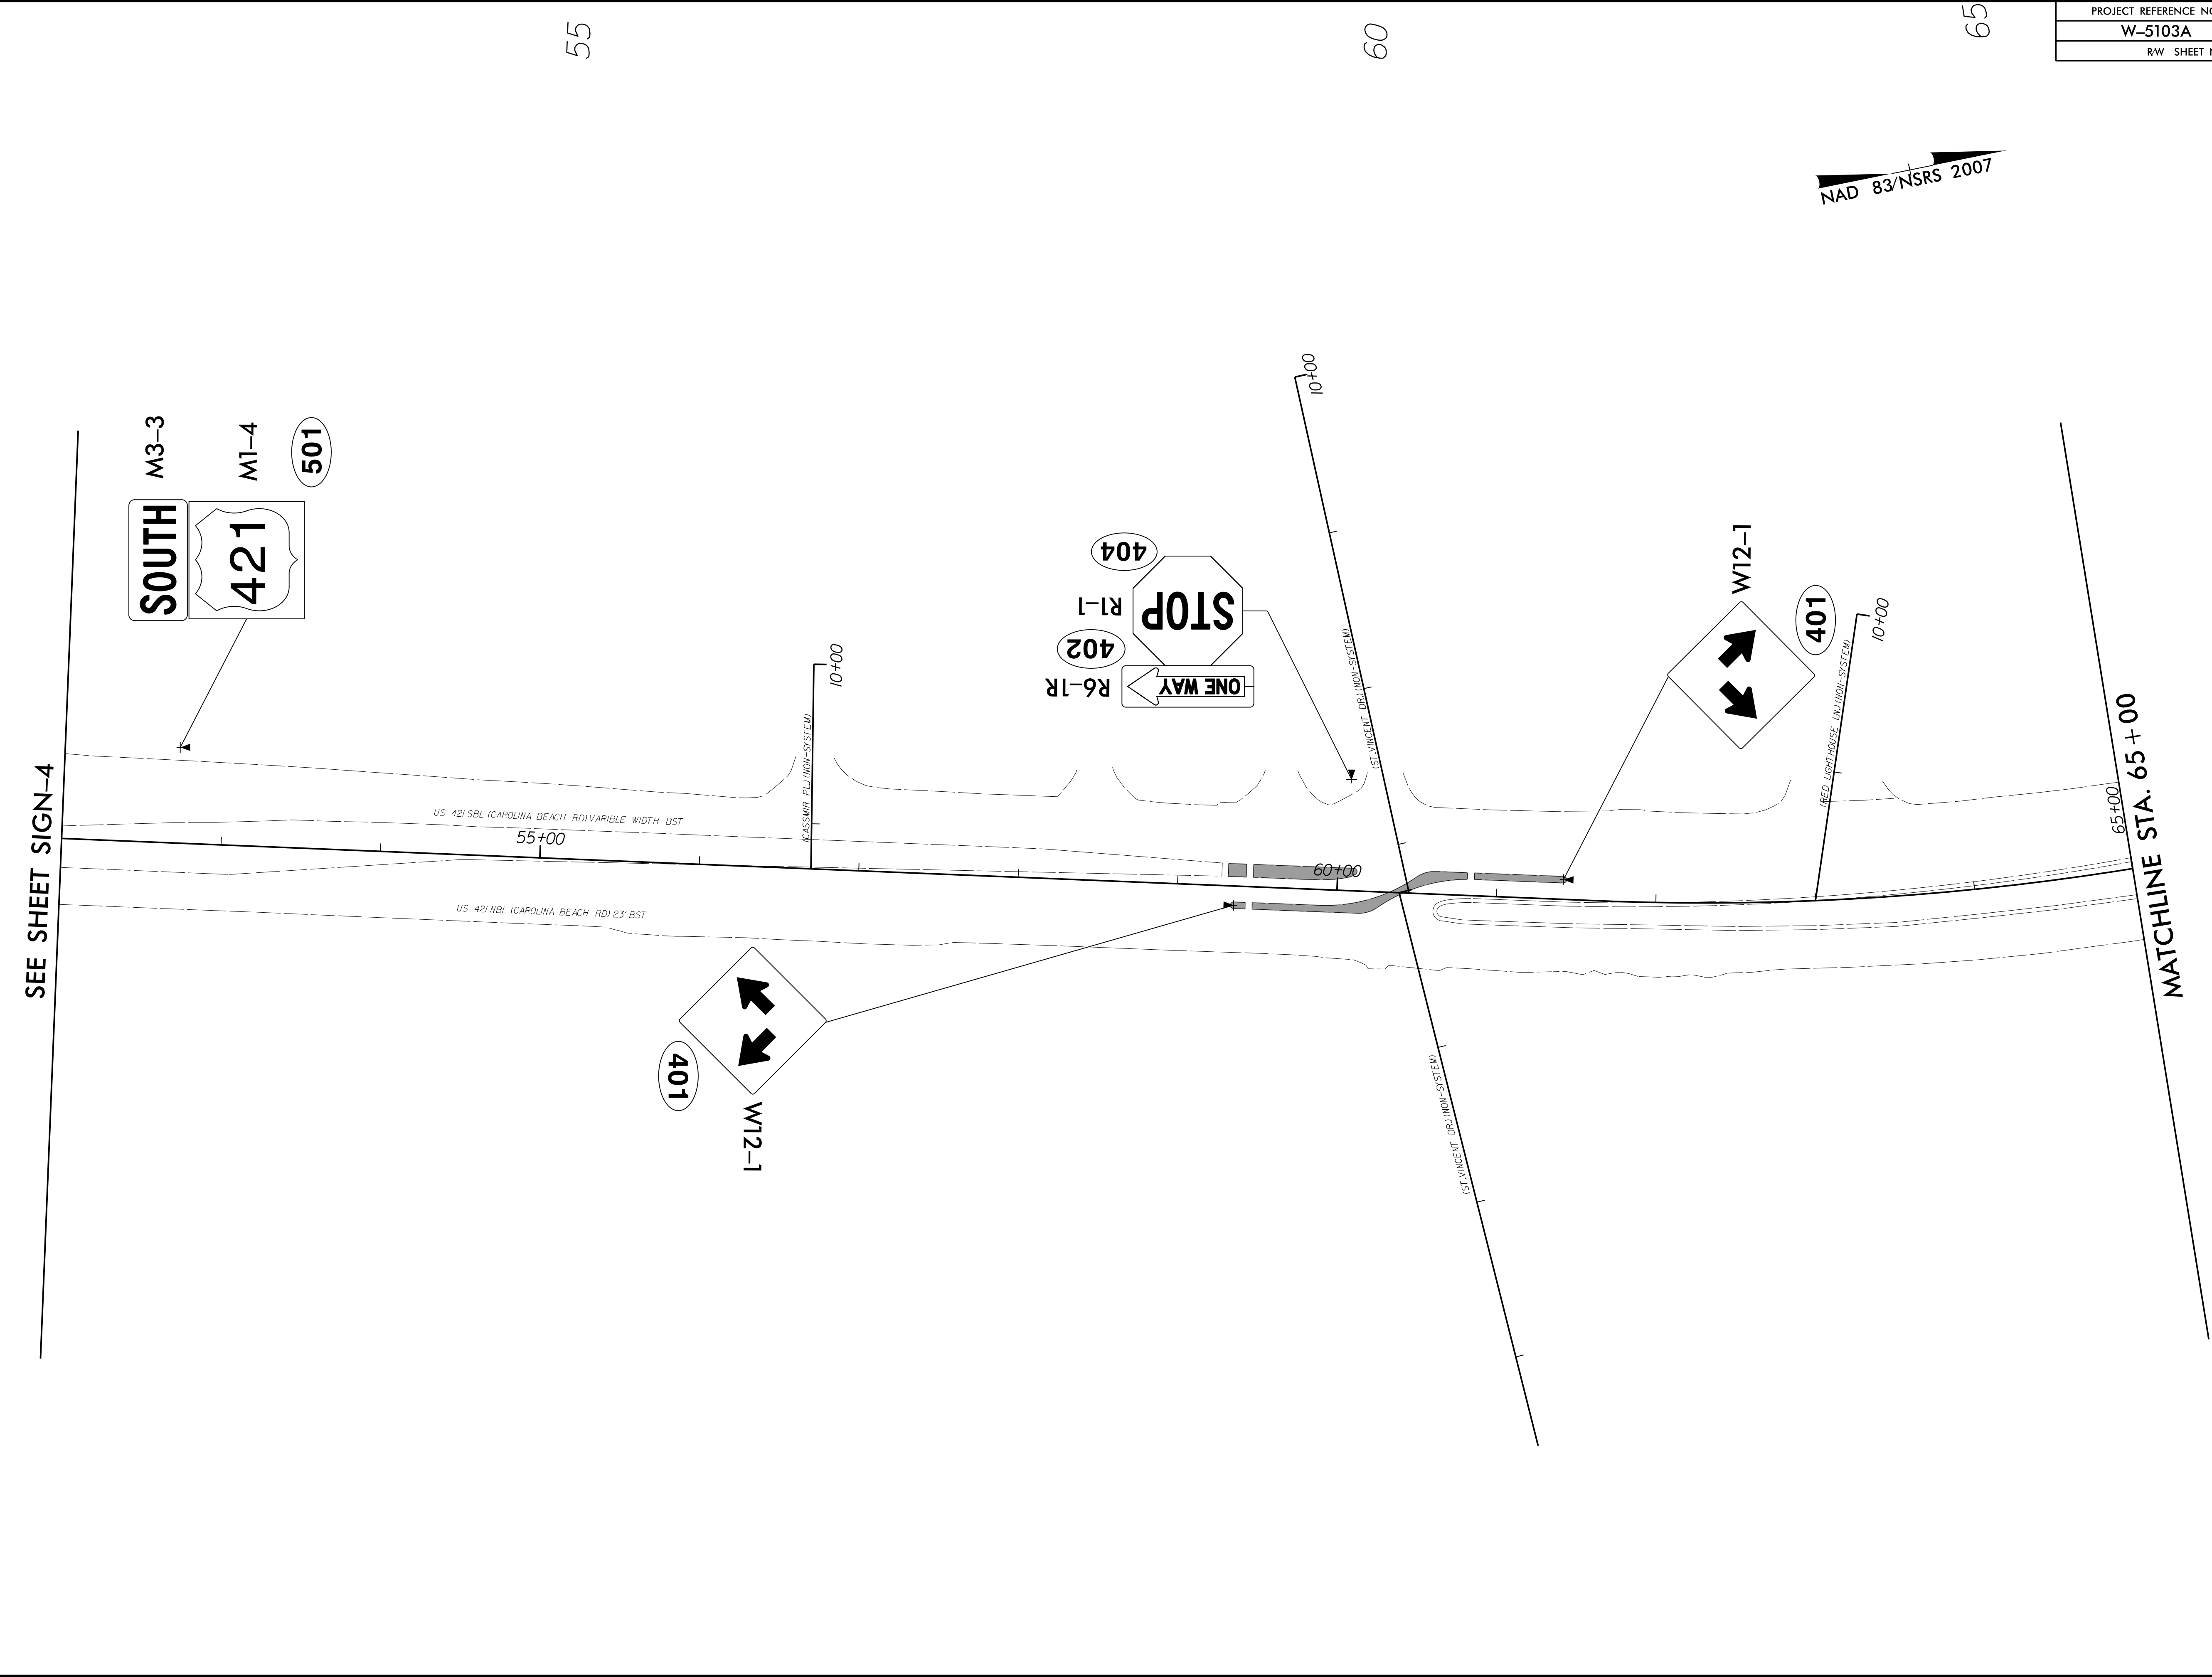 55
60
65
PROJECT REFERENCE NO
W–5103A
R/W SHEET N
NAD 83/NSRS 2007
SEE SHEET SIGN–4
M3–3
M1–4
501
SOUTH
421
10+00
(CASSMIR PL.) (NON-SYSTEM)
404
R1–1
STOP
402
R6–1R
ONE WAY
10+00
(ST. VINCENT DR.) (NON-SYSTEM)
W12–1
401
10+00
(RED LIGHTHOUSE LN.) (NON-SYSTEM)
US 421 SBL (CAROLINA BEACH RD) VARIBLE WIDTH BST
55+00
60+00
65+00
MATCHLINE STA. 65+00
US 421 NBL (CAROLINA BEACH RD) 23' BST
401
W12–1
(ST. VINCENT DR.) (NON-SYSTEM)